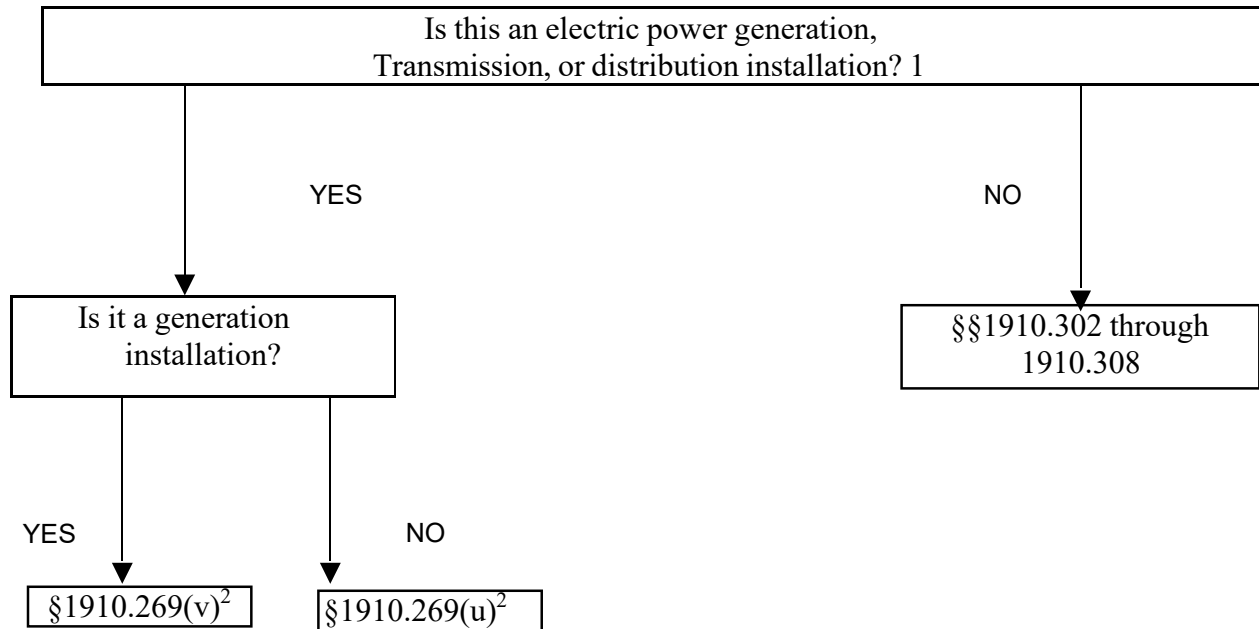 Is this an electric power generation,
Transmission, or distribution installation? 1
YES
NO
Is it a generation
installation?
§§1910.302 through
1910.308
YES
NO
§1910.269(v)²
§1910.269(u)²